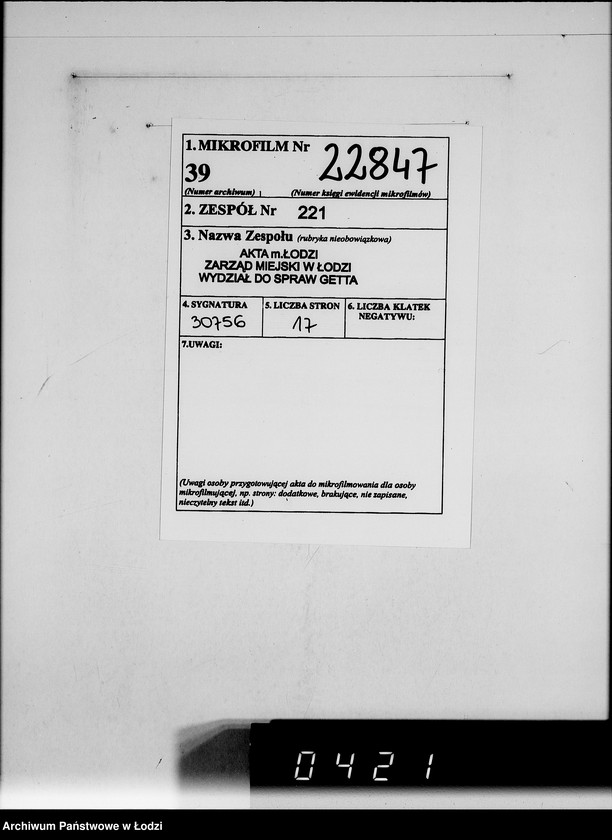 1. MIKROFILM Nr 22847
39
(Numer archiwum) (Numer księgi ewidencji mikrofilmów)
2. ZESPÓŁ Nr 221
3. Nazwa Zespołu (rubryka nieobowiązkowa)
AKTA m.ŁODZI
ZARZĄD MIEJSKI W ŁODZI
WYDZIAŁ DO SPRAW GETTA
4. SYGNATURA 5. LICZBA STRON 6. LICZBA KLATEK
NEGATYWU:
30756 17
7.UWAGI:
(Uwagi osoby przygotowującej akta do mikrofilmowania dla osoby
mikrofilmującej, np. strony: dodatkowe, brakujące, nie zapisane,
nieczytelny tekst itd.)
0421
Archiwum Państwowe w Łodzi